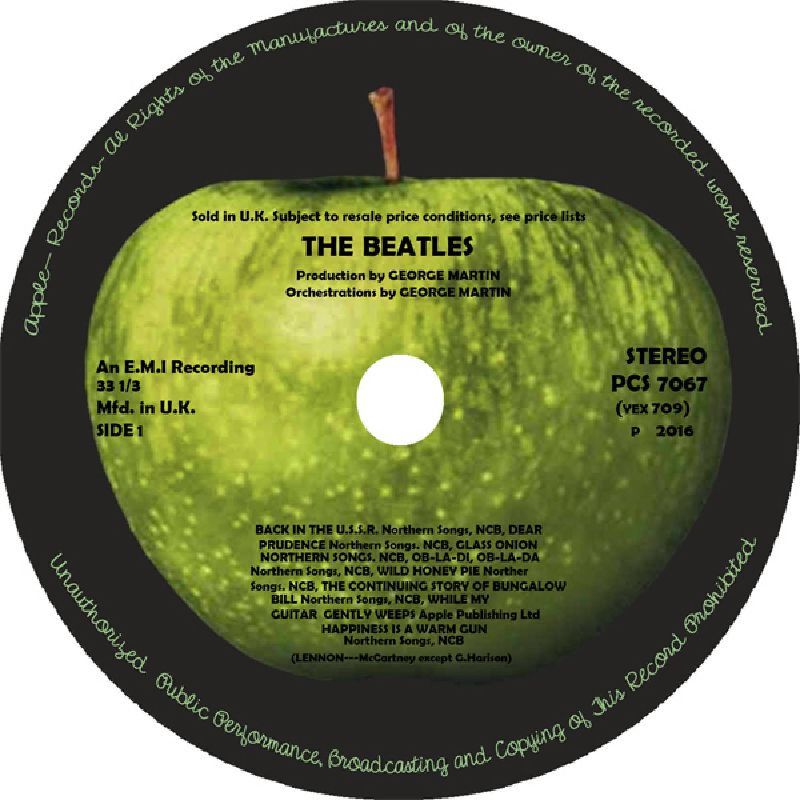 Apple- Records- Al Rights of the Manufactures and of the owner of the recorded work reserved
Sold in U.K. Subject to resale price conditions, see price lists
THE BEATLES
Production by GEORGE MARTIN
Orchestrations by GEORGE MARTIN
An E.M.I Recording
33 1/3
Mfd. in U.K.
SIDE 1
STEREO
PCS 7067
(YEX 709)
P 2016
BACK IN THE U.S.S.R. Northern Songs, NCB, DEAR
PRUDENCE Northern Songs. NCB, GLASS ONION
NORTHERN SONGS. NCB, OB-LA-DI, OB-LA-DA
Northern Songs, NCB, WILD HONEY PIE Norther
Songs. NCB, THE CONTINUING STORY OF BUNGALOW
BILL Northern Songs, NCB, WHILE MY
GUITAR GENTLY WEEPS Apple Publishing Ltd
HAPPINESS IS A WARM GUN
Northern Songs, NCB
(LENNON---McCartney except G.Harison)
Unauthorized Public Performance, Broadcasting and Copying of This Record Prohibited